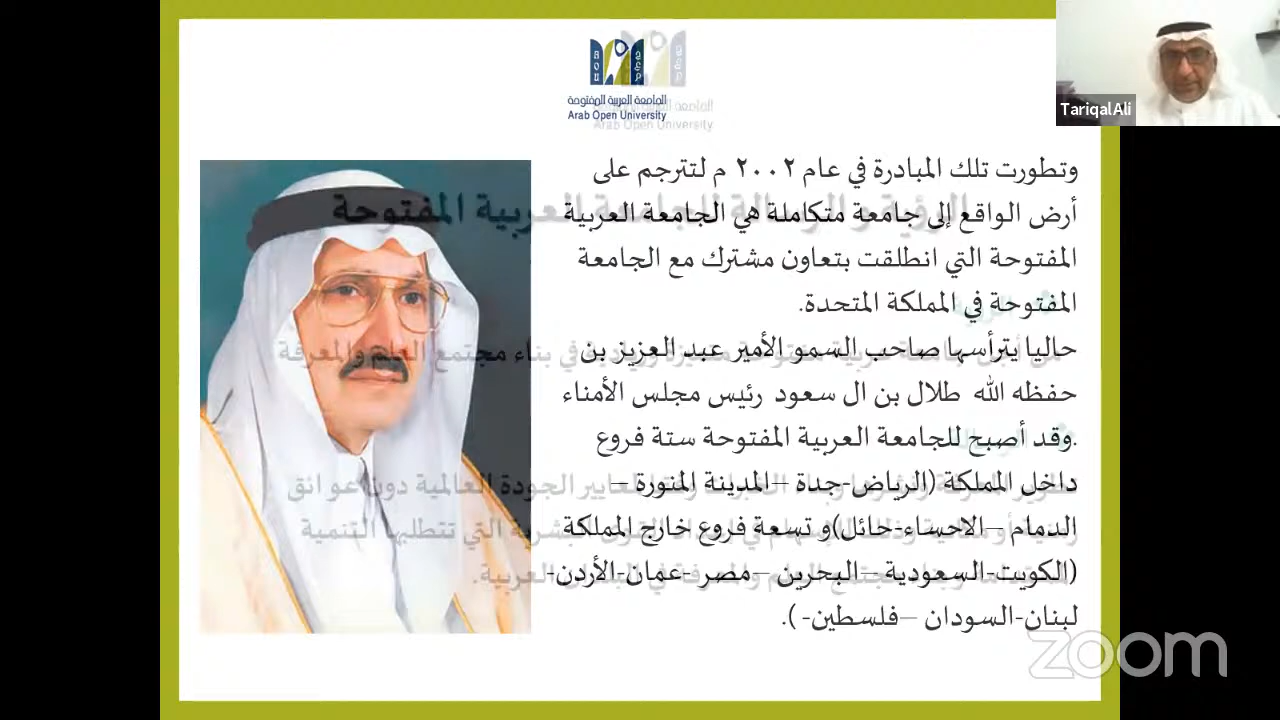 الجامعة العربية المفتوحة
Arab Open University
TariqalAli
وتطورت تلك المبادرة في عام ٢٠٠٢ م لتترجم على
أرض الواقع إلى جامعة متكاملة هي الجامعة العربية
المفتوحة التي انطلقت بتعاون مشترك مع الجامعة
المفتوحة في المملكة المتحدة.
حاليا يترأسها صاحب السمو الأمير عبد العزيز بن
حفظه الله طلال بن ال سعود رئيس مجلس الأمناء
.وقد أصبح للجامعة العربية المفتوحة ستة فروع
داخل المملكة (الرياض-جدة –المدينة المنورة –
الدمام –الاحساء-حائل)و تسعة فروع خارج المملكة
(الكويت-السعودية –البحرين –مصر -عمان-الأردن-
لبنان-السودان –فلسطين- ).
zoom